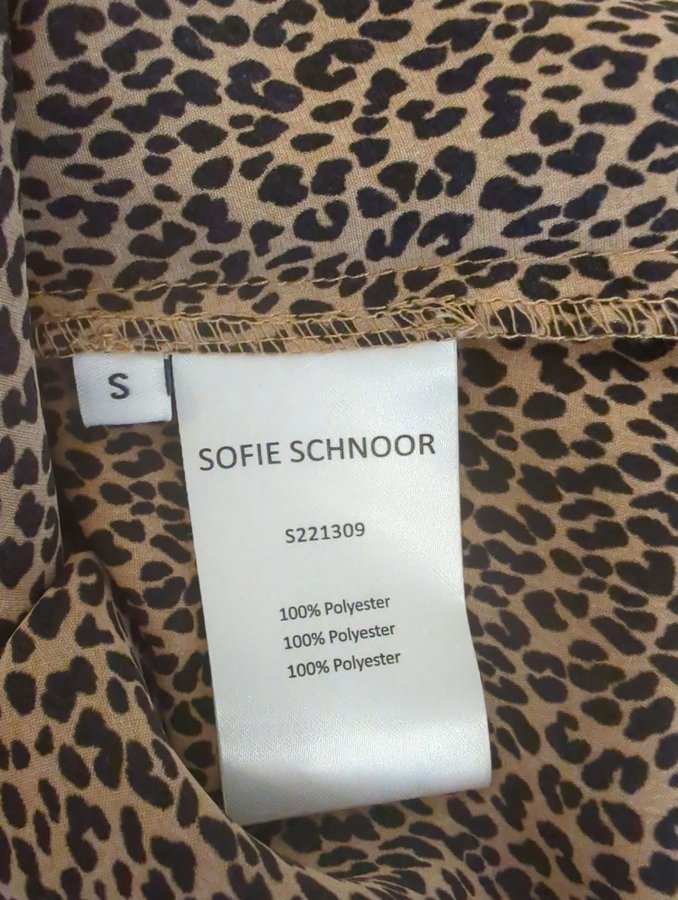 S
SOFIE SCHNOOR
S221309
100% Polyester
100% Polyester
100% Polyester